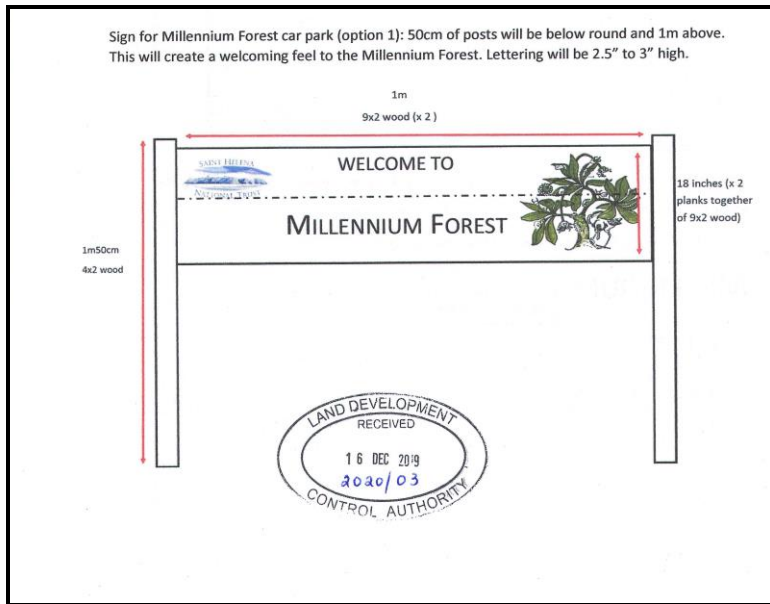 Sign for Millennium Forest car park (option 1): 50cm of posts will be below round and 1m above.
This will create a welcoming feel to the Millennium Forest. Lettering will be 2.5” to 3” high.
1m
9x2 wood (x 2 )
SAINT HELENA
NATIONAL TRUST
WELCOME TO
MILLENNIUM FOREST
18 inches (x 2
planks together
of 9x2 wood)
1m50cm
4x2 wood
LAND DEVELOPMENT
RECEIVED
16 DEC 2019
2020/03
CONTROL AUTHORITY